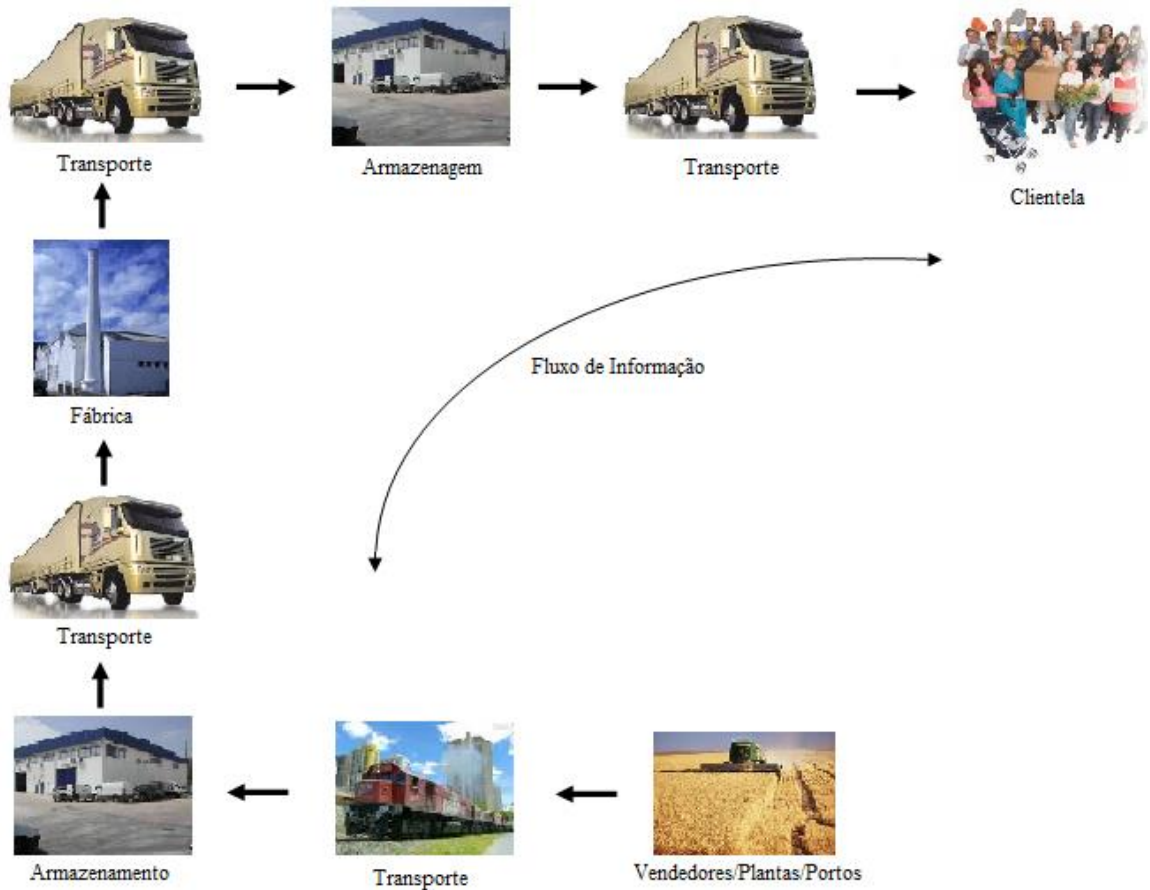 Transporte
Armazenagem
Transporte
Clientela
Fábrica
Fluxo de Informação
Transporte
Armazenamento
Transporte
Vendedores/Plantas/Portos